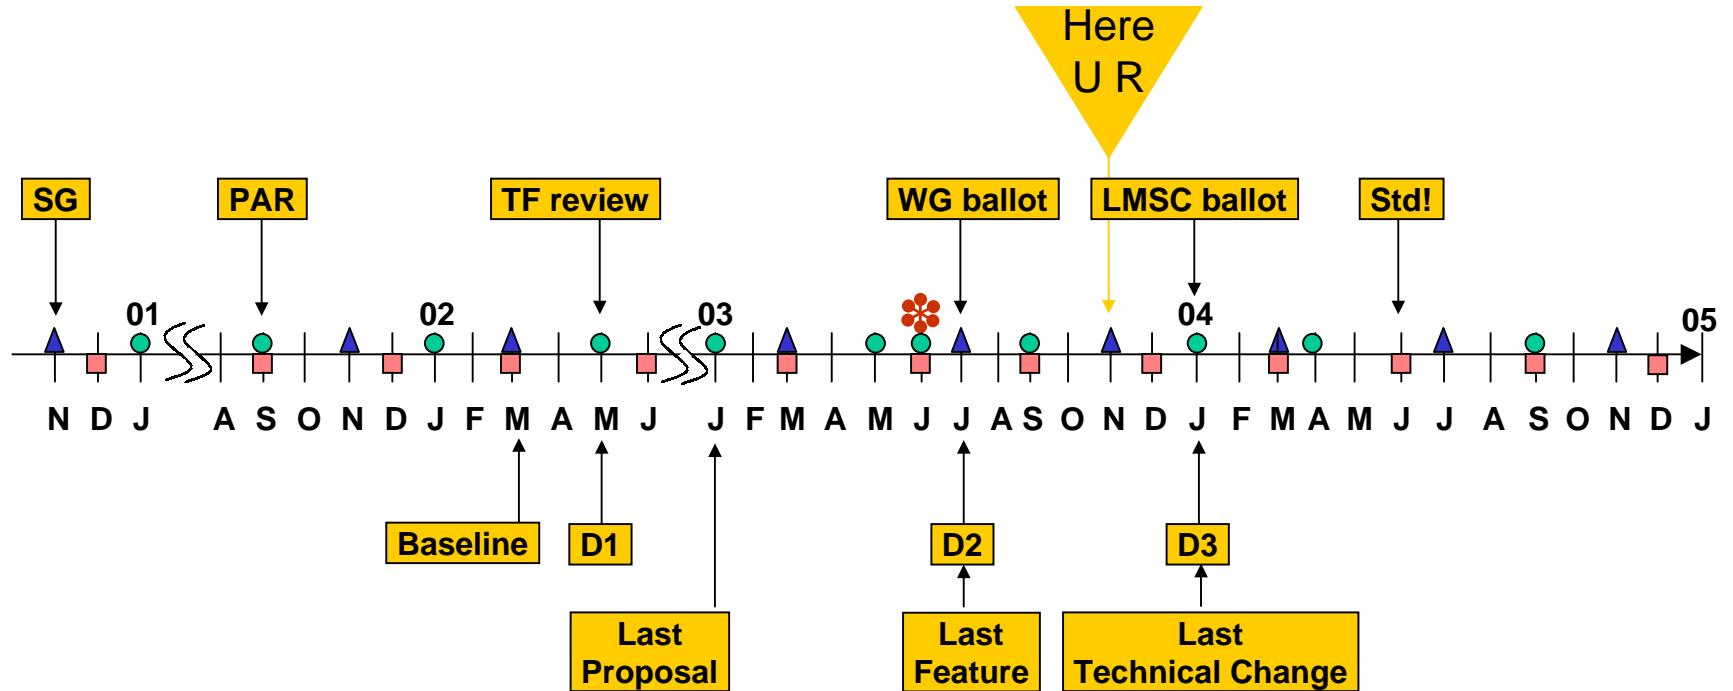 Here
U R
SG
PAR
TF review
WG ballot
LMSC ballot
Std!
01
02
03
04
05
N D J A S O N D J F M A M J J F M A M J J A S O N D J F M A M J J A S O N D J
Baseline
D1
D2
D3
Last
Proposal
Last
Feature
Last
Technical Change